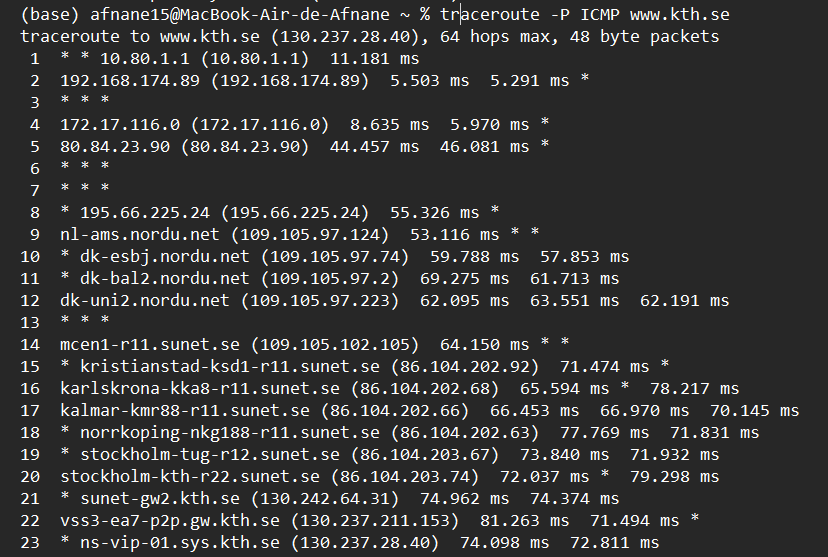 (base) afnane15@MacBook-Air-de-Afnane ~ % traceroute -P ICMP www.kth.se
traceroute to www.kth.se (130.237.28.40), 64 hops max, 48 byte packets
1 * * 10.80.1.1 (10.80.1.1) 11.181 ms
2 192.168.174.89 (192.168.174.89) 5.503 ms 5.291 ms *
3 * * *
4 172.17.116.0 (172.17.116.0) 8.635 ms 5.970 ms *
5 80.84.23.90 (80.84.23.90) 44.457 ms 46.081 ms *
6 * * *
7 * * *
8 * 195.66.225.24 (195.66.225.24) 55.326 ms *
9 nl-ams.nordu.net (109.105.97.124) 53.116 ms * *
10 * dk-esbj.nordu.net (109.105.97.74) 59.788 ms 57.853 ms
11 * dk-bal2.nordu.net (109.105.97.2) 69.275 ms 61.713 ms
12 dk-uni2.nordu.net (109.105.97.223) 62.095 ms 63.551 ms 62.191 ms
13 * * *
14 mcen1-r11.sunet.se (109.105.102.105) 64.150 ms * *
15 * kristianstad-ksd1-r11.sunet.se (86.104.202.92) 71.474 ms *
16 karlskrona-kka8-r11.sunet.se (86.104.202.68) 65.594 ms * 78.217 ms
17 kalmar-kmr88-r11.sunet.se (86.104.202.66) 66.453 ms 66.970 ms 70.145 ms
18 * norrkoping-nkg188-r11.sunet.se (86.104.202.63) 77.769 ms 71.831 ms
19 * stockholm-tug-r12.sunet.se (86.104.203.67) 73.840 ms 71.932 ms
20 stockholm-kth-r22.sunet.se (86.104.203.74) 72.037 ms * 79.298 ms
21 * sunet-gw2.kth.se (130.242.64.31) 74.962 ms 74.374 ms
22 vss3-ea7-p2p.gw.kth.se (130.237.211.153) 81.263 ms 71.494 ms *
23 * ns-vip-01.sys.kth.se (130.237.28.40) 74.098 ms 72.811 ms